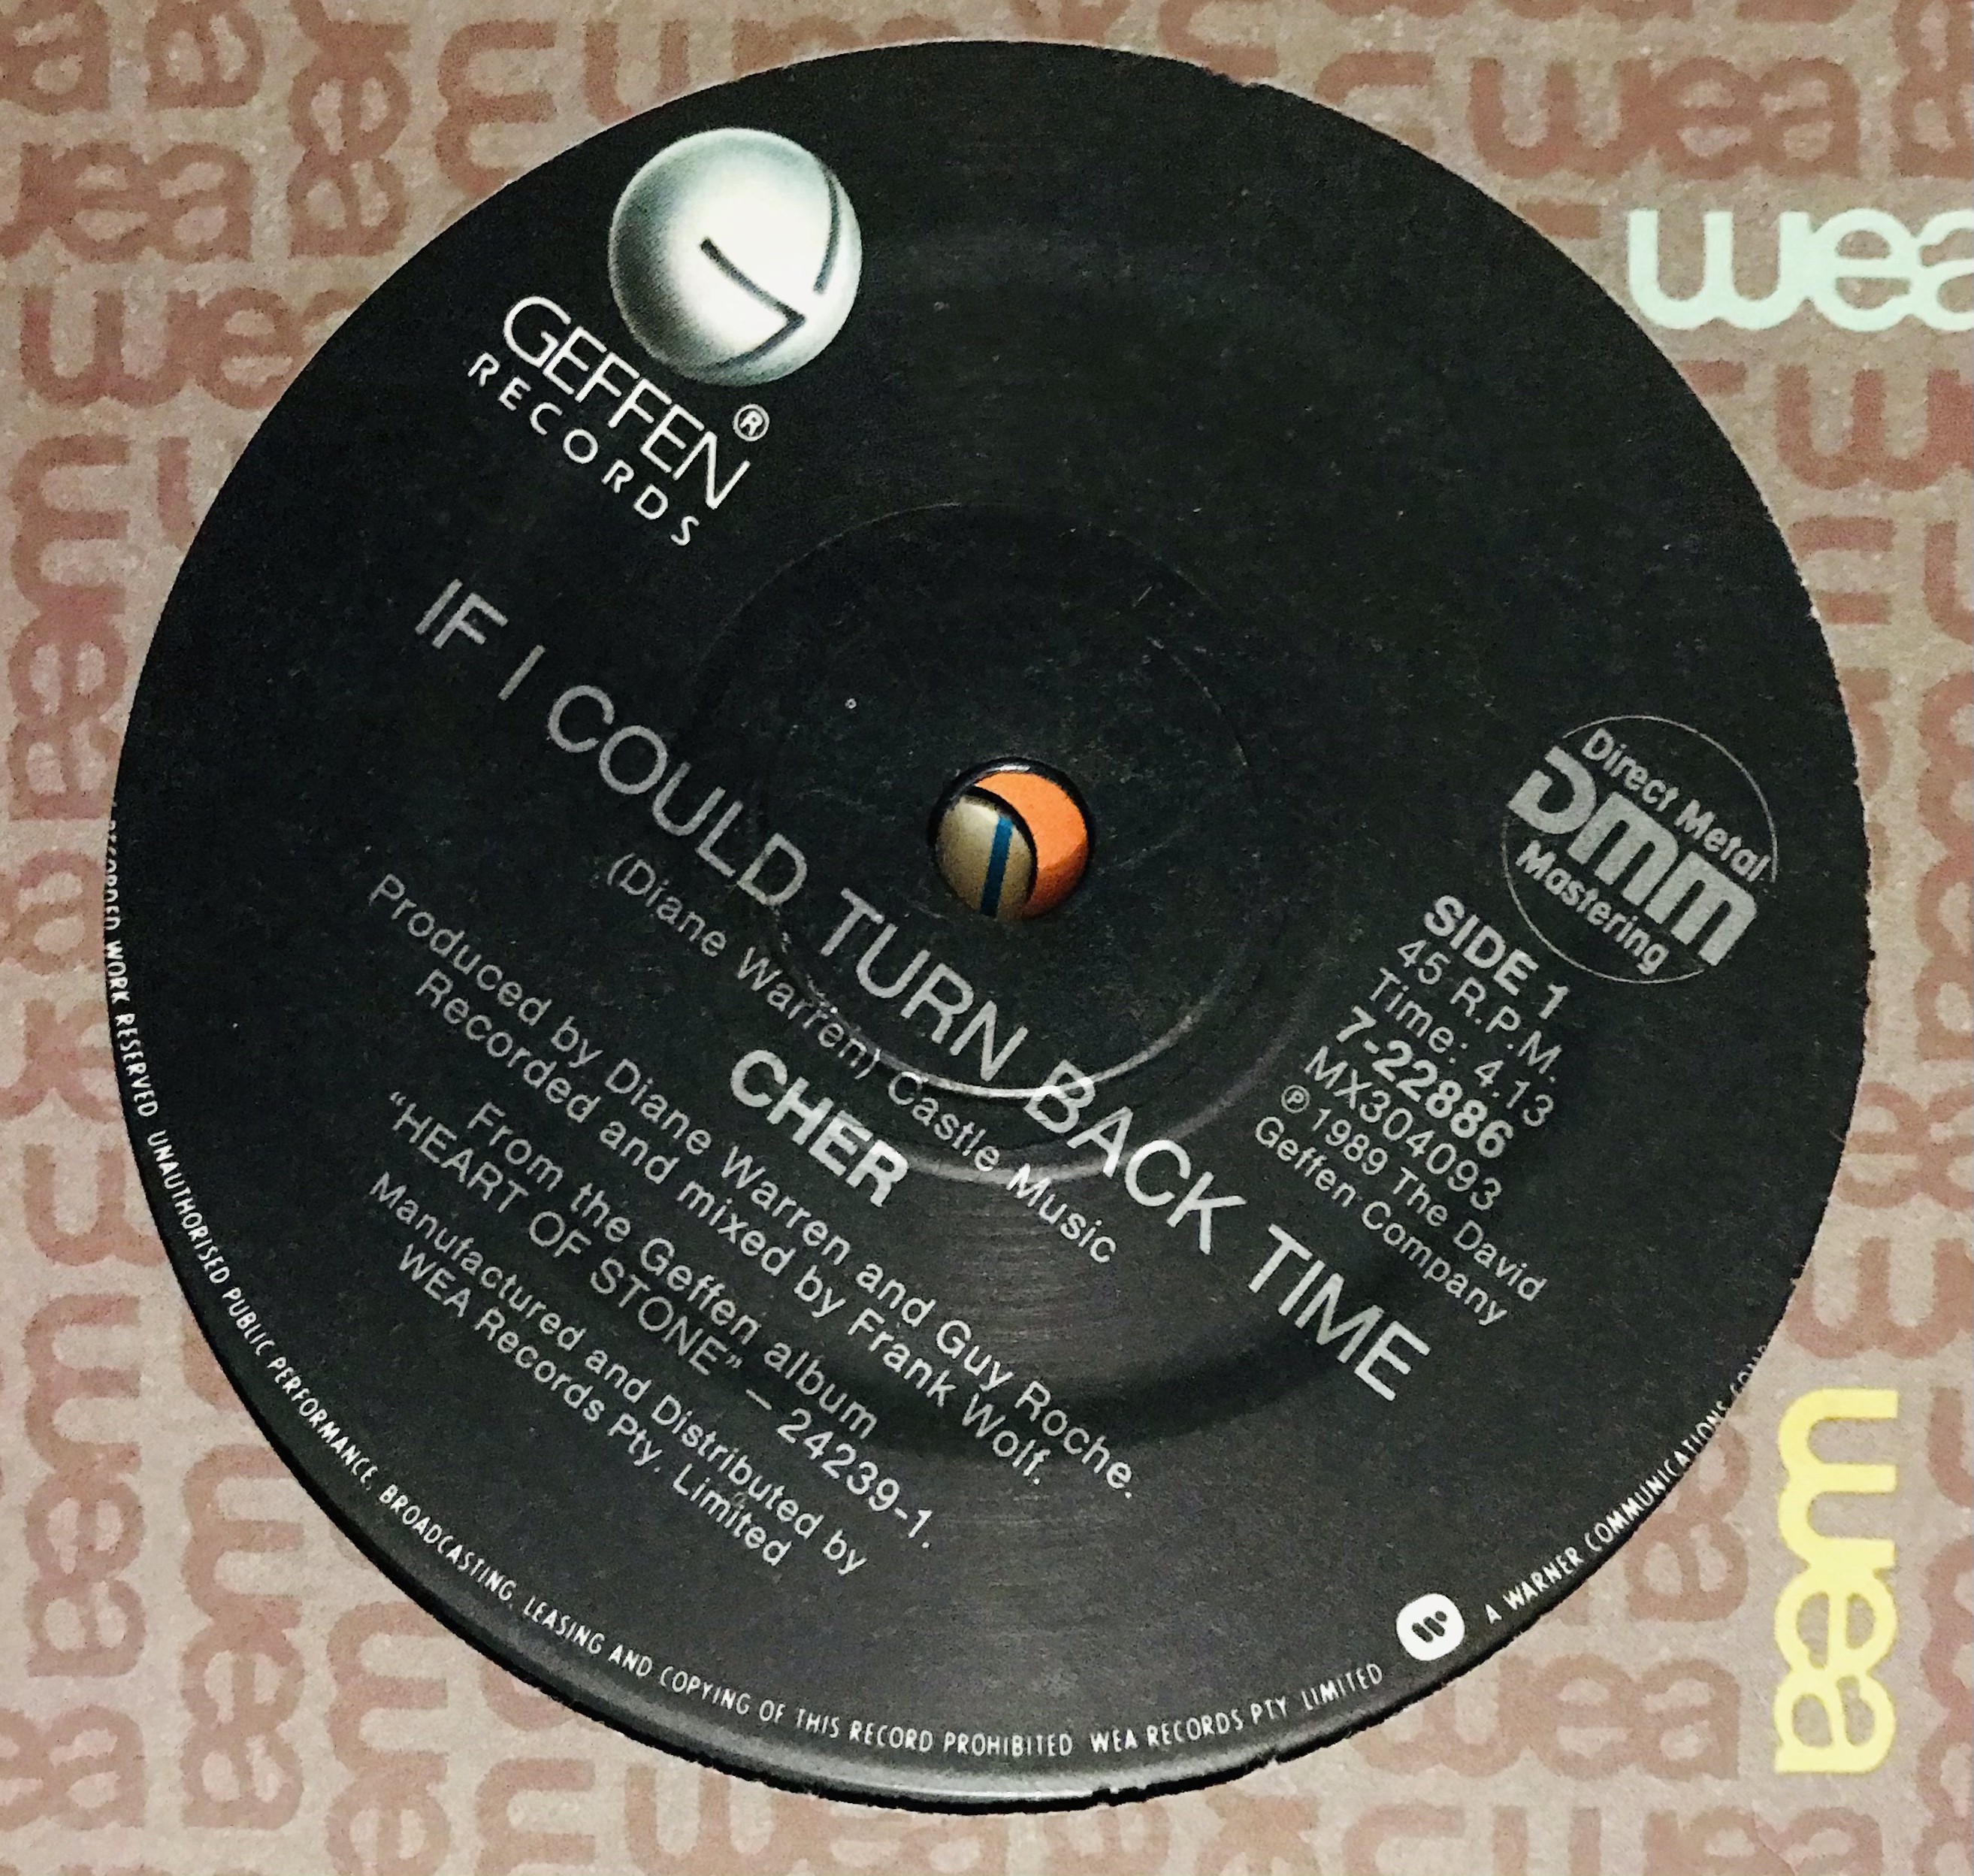 GEFFEN®
RECORDS
IF I COULD TURN BACK TIME
(Diane Warren) Castle Music
CHER
Produced by Diane Warren and Guy Roche.
Recorded and mixed by Frank Wolf.
From the Geffen album
“HEART OF STONE” — 24239-1.
Manufactured and Distributed by
WEA Records Pty. Limited
Direct Metal
DMM
Mastering
SIDE 1
45 R.P.M.
Time: 4.13
7-22886
MX304093
℗ 1989 The David
Geffen Company
WORK RESERVED UNAUTHORISED PUBLIC PERFORMANCE, BROADCASTING, LEASING AND COPYING OF THIS RECORD PROHIBITED WEA RECORDS PTY. LIMITED
A WARNER COMMUNICATIONS
wea
wea